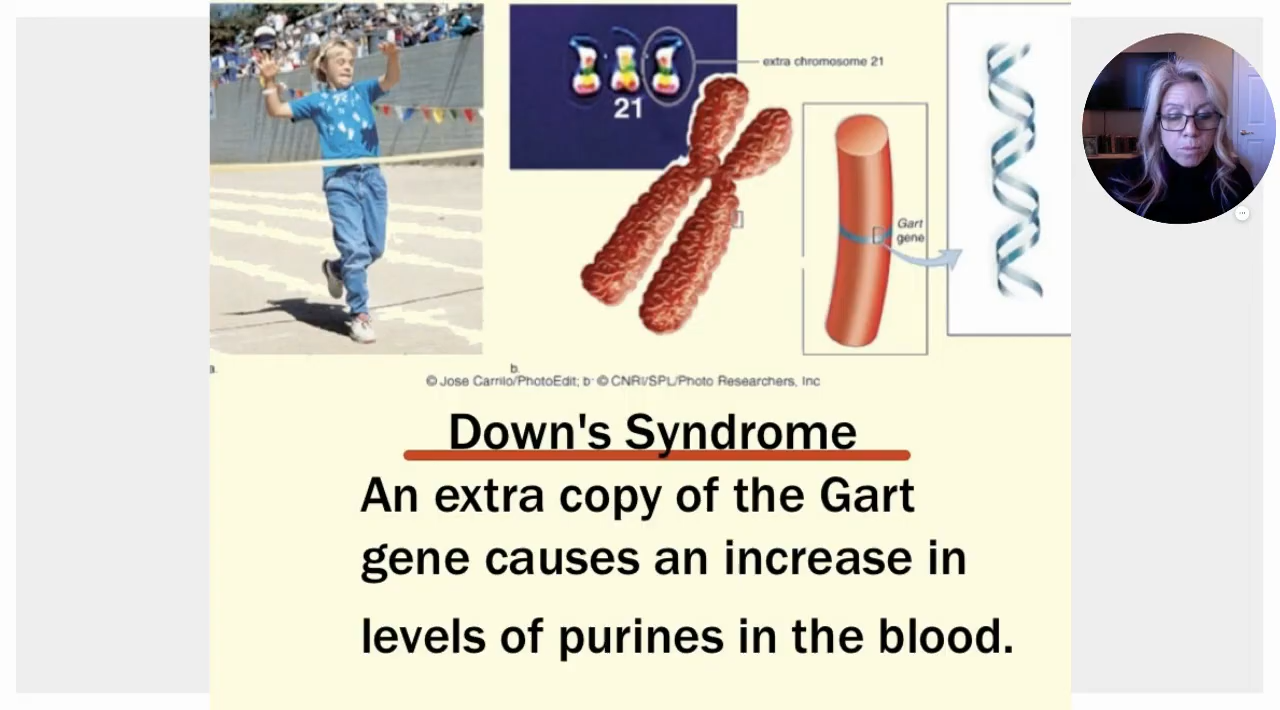 extra chromosome 21
21
Gart
gene
a.
b.
© Jose Carrilo/PhotoEdit; b- © CNRI/SPL/Photo Researchers, Inc
Down's Syndrome
An extra copy of the Gart
gene causes an increase in
levels of purines in the blood.